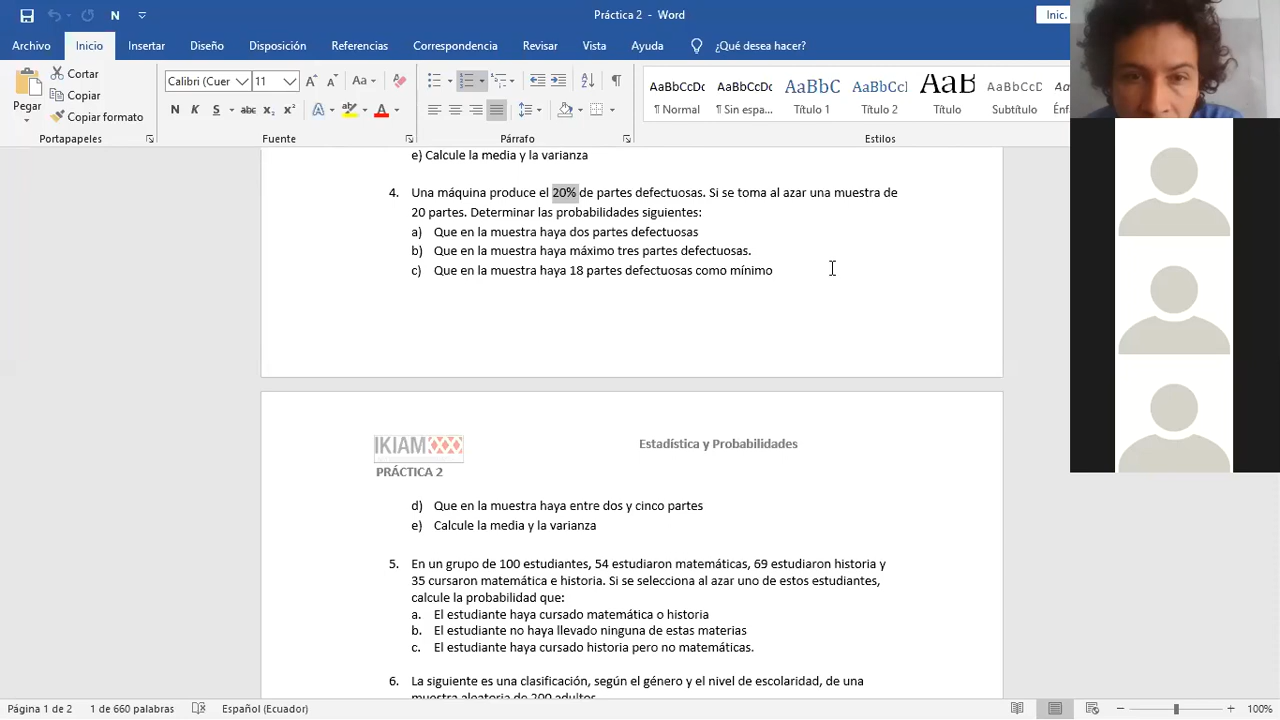 Práctica 2 - Word
N
Inic.
Archivo
Inicio
Insertar
Diseño
Disposición
Referencias
Correspondencia
Revisar
Vista
Ayuda
¿Qué desea hacer?
Pegar
Cortar
Copiar
Copiar formato
Portapapeles
Calibri (Cuer
11
A A Aa
N K S abc x₂ x²
A A
Fuente
Párrafo
AaBbCcDc
AaBbCcDc
AaBbC
AaBbCcl
AaB
AaBbCcD
¶ Normal
¶ Sin espa...
Título 1
Título 2
Título
Subtítulo
Estilos
e) Calcule la media y la varianza
4. Una máquina produce el 20% de partes defectuosas. Si se toma al azar una muestra de
20 partes. Determinar las probabilidades siguientes:
a) Que en la muestra haya dos partes defectuosas
b) Que en la muestra haya máximo tres partes defectuosas.
c) Que en la muestra haya 18 partes defectuosas como mínimo
IKIAM
Estadística y Probabilidades
PRÁCTICA 2
d) Que en la muestra haya entre dos y cinco partes
e) Calcule la media y la varianza
5. En un grupo de 100 estudiantes, 54 estudiaron matemáticas, 69 estudiaron historia y
35 cursaron matemática e historia. Si se selecciona al azar uno de estos estudiantes,
calcule la probabilidad que:
a. El estudiante haya cursado matemática o historia
b. El estudiante no haya llevado ninguna de estas materias
c. El estudiante haya cursado historia pero no matemáticas.
6. La siguiente es una clasificación, según el género y el nivel de escolaridad, de una
muestra aleatoria de 200 adultos
Página 1 de 2
1 de 660 palabras
Español (Ecuador)
100%